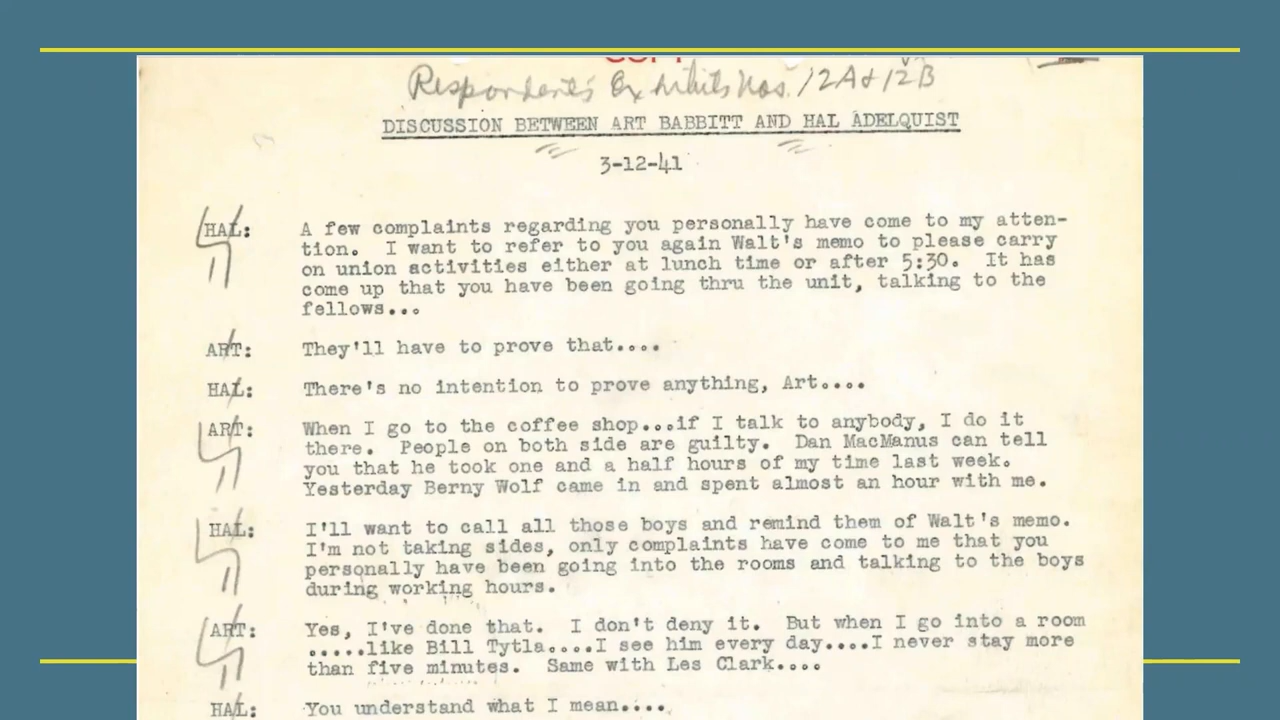 Respondent's Exhibits Nos. 12A & 12B
DISCUSSION BETWEEN ART BABBITT AND HAL ADELQUIST
3-12-41
HAL: A few complaints regarding you personally have come to my atten-
tion. I want to refer to you again Walt's memo to please carry
on union activities either at lunch time or after 5:30. It has
come up that you have been going thru the unit, talking to the
fellows...
ART: They'll have to prove that....
HAL: There's no intention to prove anything, Art....
ART: When I go to the coffee shop...if I talk to anybody, I do it
there. People on both side are guilty. Dan MacManus can tell
you that he took one and a half hours of my time last week.
Yesterday Berny Wolf came in and spent almost an hour with me.
HAL: I'll want to call all those boys and remind them of Walt's memo.
I'm not taking sides, only complaints have come to me that you
personally have been going into the rooms and talking to the boys
during working hours.
ART: Yes, I've done that. I don't deny it. But when I go into a room
.....like Bill Tytla....I see him every day....I never stay more
than five minutes. Same with Les Clark....
HAL: You understand what I mean....